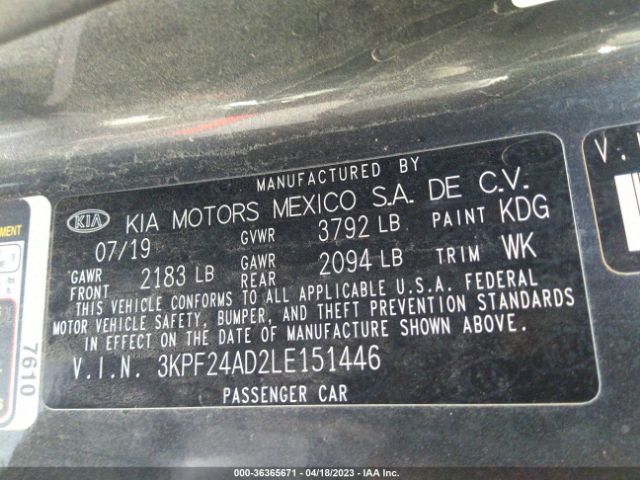 MANUFACTURED BY
KIA KIA MOTORS MEXICO S.A. DE C.V.
07/19 GVWR 3792 LB PAINT KDG
GAWR FRONT 2183 LB GAWR REAR 2094 LB TRIM WK
THIS VEHICLE CONFORMS TO ALL APPLICABLE U.S.A. FEDERAL
MOTOR VEHICLE SAFETY, BUMPER, AND THEFT PREVENTION STANDARDS
IN EFFECT ON THE DATE OF MANUFACTURE SHOWN ABOVE.
V.I.N. 3KPF24AD2LE151446
PASSENGER CAR
7610
V.
000-36365671 - 04/18/2023 - IAA Inc.